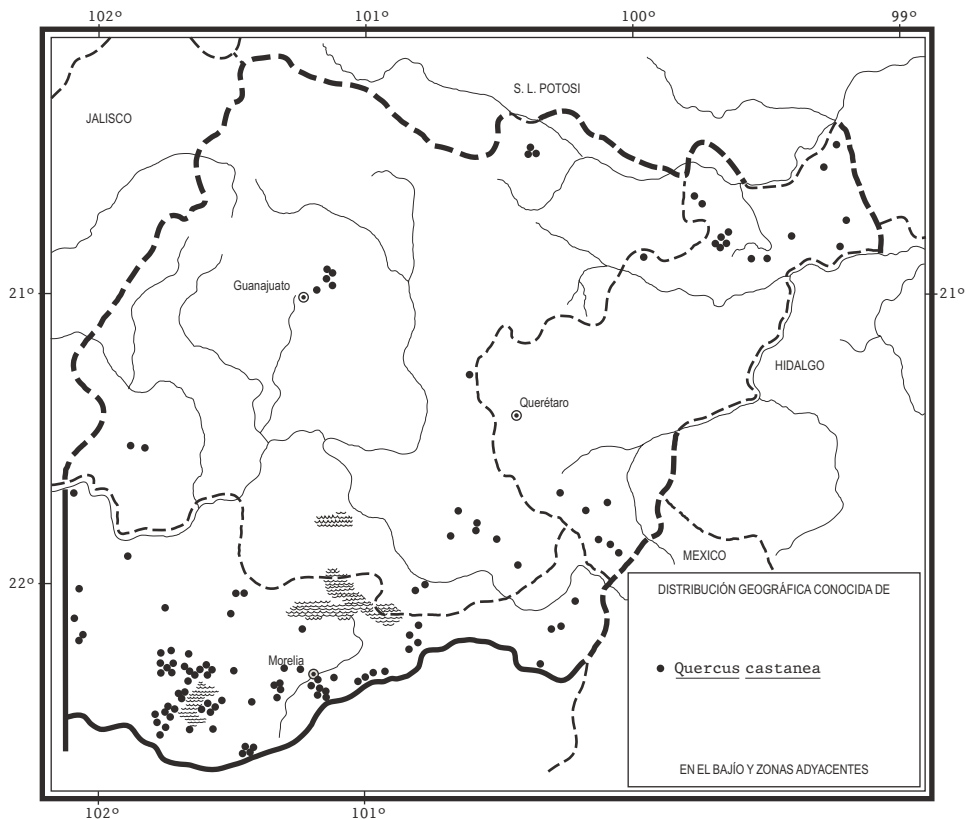 102º 101º 100º 99º
S. L. POTOSI
JALISCO
Guanajuato
21º 21º
HIDALGO
Querétaro
MEXICO
22º
DISTRIBUCIÓN GEOGRÁFICA CONOCIDA DE
Morelia
Quercus castanea
EN EL BAJÍO Y ZONAS ADYACENTES
102º 101º